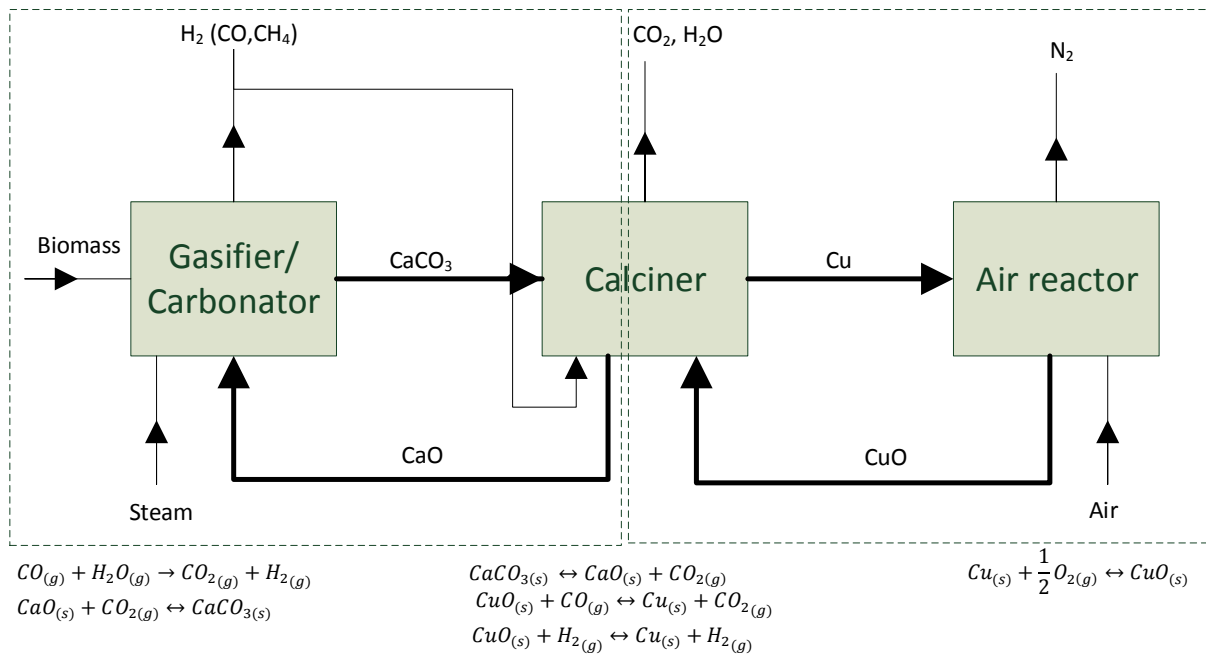 H₂ (CO,CH₄)
CO₂, H₂O
N₂
Biomass
Gasifier/
Carbonator
CaCO₃
Calciner
Cu
Air reactor
CaO
CuO
Steam
Air
CO₍g₎ + H₂O₍g₎ → CO₂₍g₎ + H₂₍g₎
CaO₍s₎ + CO₂₍g₎ ↔ CaCO₃₍s₎
CaCO₃₍s₎ ↔ CaO₍s₎ + CO₂₍g₎
CuO₍s₎ + CO₍g₎ ↔ Cu₍s₎ + CO₂₍g₎
CuO₍s₎ + H₂₍g₎ ↔ Cu₍s₎ + H₂₍g₎
Cu₍s₎ + 1/2 O₂₍g₎ ↔ CuO₍s₎